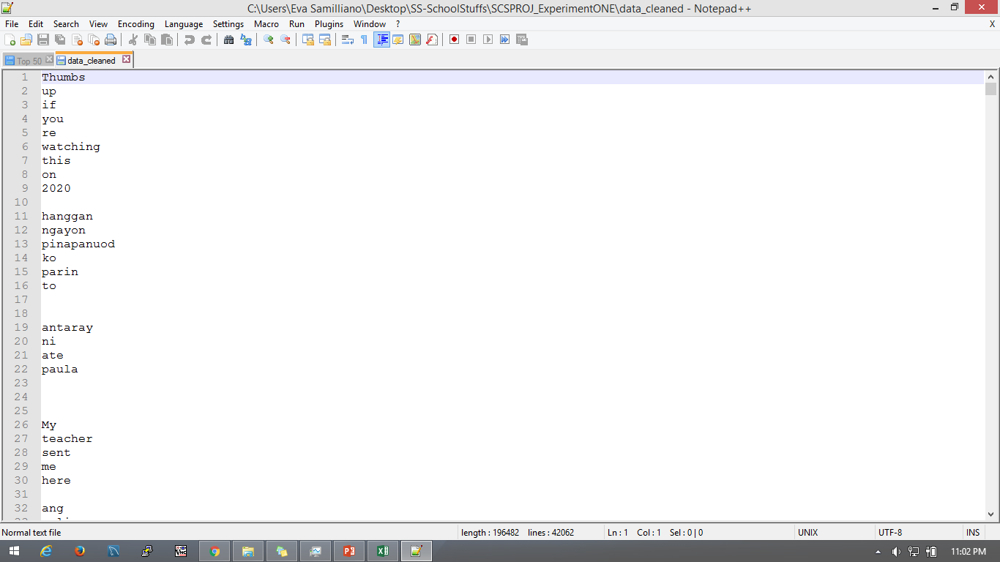 C:\Users\Eva Samilliano\Desktop\SS-SchoolStuffs\SCSPROJ_ExperimentONE\data_cleaned - Notepad++
File Edit Search View Encoding Language Settings Macro Run Plugins Window ? X
Top 50 data_cleaned
1 Thumbs
2 up
3 if
4 you
5 re
6 watching
7 this
8 on
9 2020
10
11 hanggan
12 ngayon
13 pinapanuod
14 ko
15 parin
16 to
17
18
19 antaray
20 ni
21 ate
22 paula
23
24
25
26 My
27 teacher
28 sent
29 me
30 here
31
32 ang
Normal text file length : 196482 lines : 42062 Ln : 1 Col : 1 Sel : 0 | 0 UNIX UTF-8 INS
11:02 PM